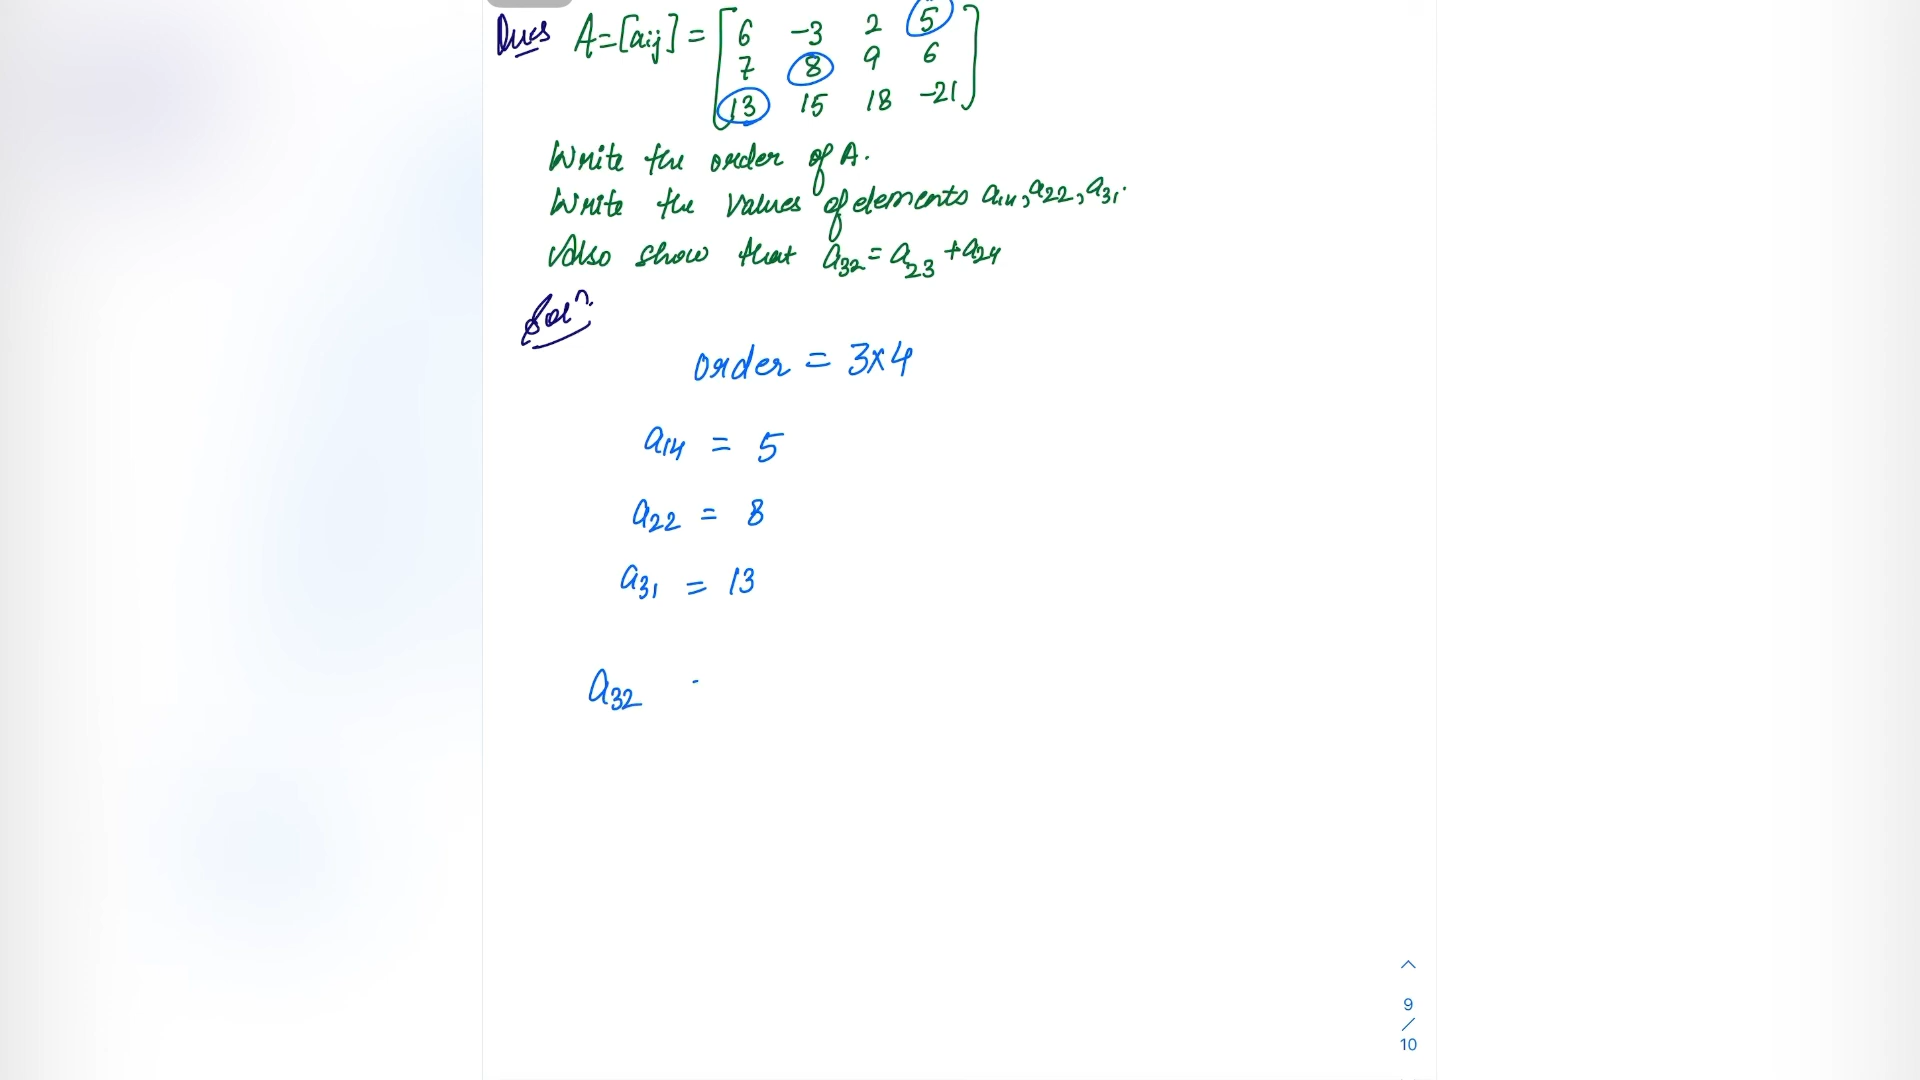 Ques A=[aij] = [6 -3 2 5
7 8 9 6
13 15 18 -21]
Write the order of A.
Write the values of elements a14, a22, a31.
Also show that a32 = a23 + a24
Solⁿ.
order = 3×4
a14 = 5
a22 = 8
a31 = 13
a32
9
/
10